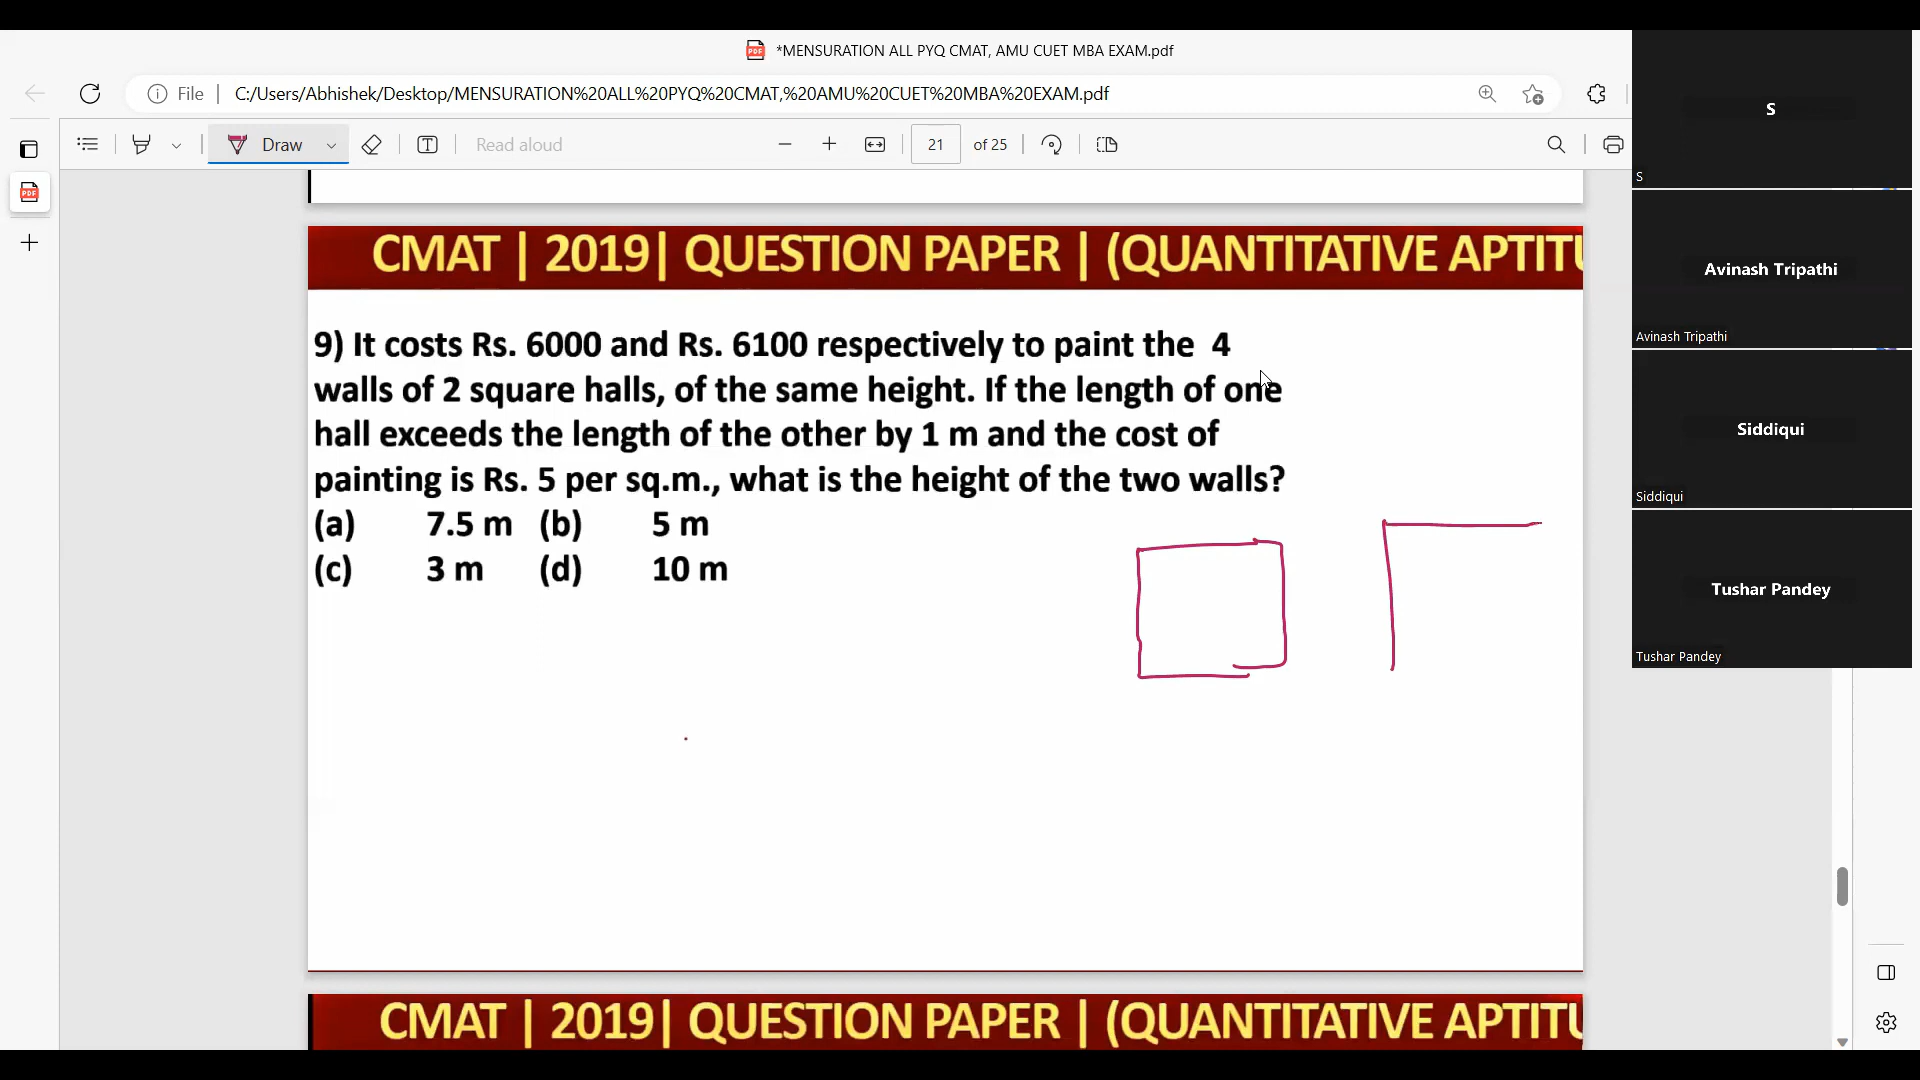 *MENSURATION ALL PYQ CMAT, AMU CUET MBA EXAM.pdf
File
C:/Users/Abhishek/Desktop/MENSURATION%20ALL%20PYQ%20CMAT,%20AMU%20CUET%20MBA%20EXAM.pdf
Draw
Read aloud
21 of 25
CMAT | 2019| QUESTION PAPER | (QUANTITATIVE APTITU
9) It costs Rs. 6000 and Rs. 6100 respectively to paint the 4
walls of 2 square halls, of the same height. If the length of one
hall exceeds the length of the other by 1 m and the cost of
painting is Rs. 5 per sq.m., what is the height of the two walls?
(a) 7.5 m (b) 5 m
(c) 3 m (d) 10 m
CMAT | 2019| QUESTION PAPER | (QUANTITATIVE APTITU
S
S
Avinash Tripathi
Avinash Tripathi
Siddiqui
Siddiqui
Tushar Pandey
Tushar Pandey